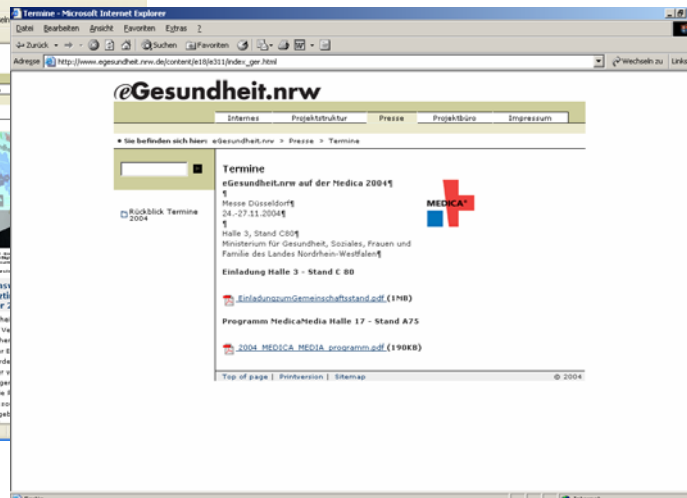 Termine - Microsoft Internet Explorer
Datei Bearbeiten Ansicht Favoriten Extras ?
Zurück Suchen Favoriten
Adresse http://www.egesundheit.nrw.de/content/e18/e311/index_ger.html Wechseln zu Links
eGesundheit.nrw
Internes Projektstruktur Presse Projektbüro Impressum
Sie befinden sich hier: eGesundheit.nrw > Presse > Termine
Termine
eGesundheit.nrw auf der Medica 2004¶
¶
Messe Düsseldorf¶
24.-27.11.2004¶
¶
Halle 3, Stand C80¶
Ministerium für Gesundheit, Soziales, Frauen und
Familie des Landes Nordrhein-Westfalen¶
MEDICA®
Rückblick Termine
2004
Einladung Halle 3 - Stand C 80
EinladungzumGemeinschaftsstand.pdf (1MB)
Programm MedicaMedia Halle 17 - Stand A75
2004_MEDICA_MEDIA_programm.pdf (190KB)
Top of page | Printversion | Sitemap © 2004